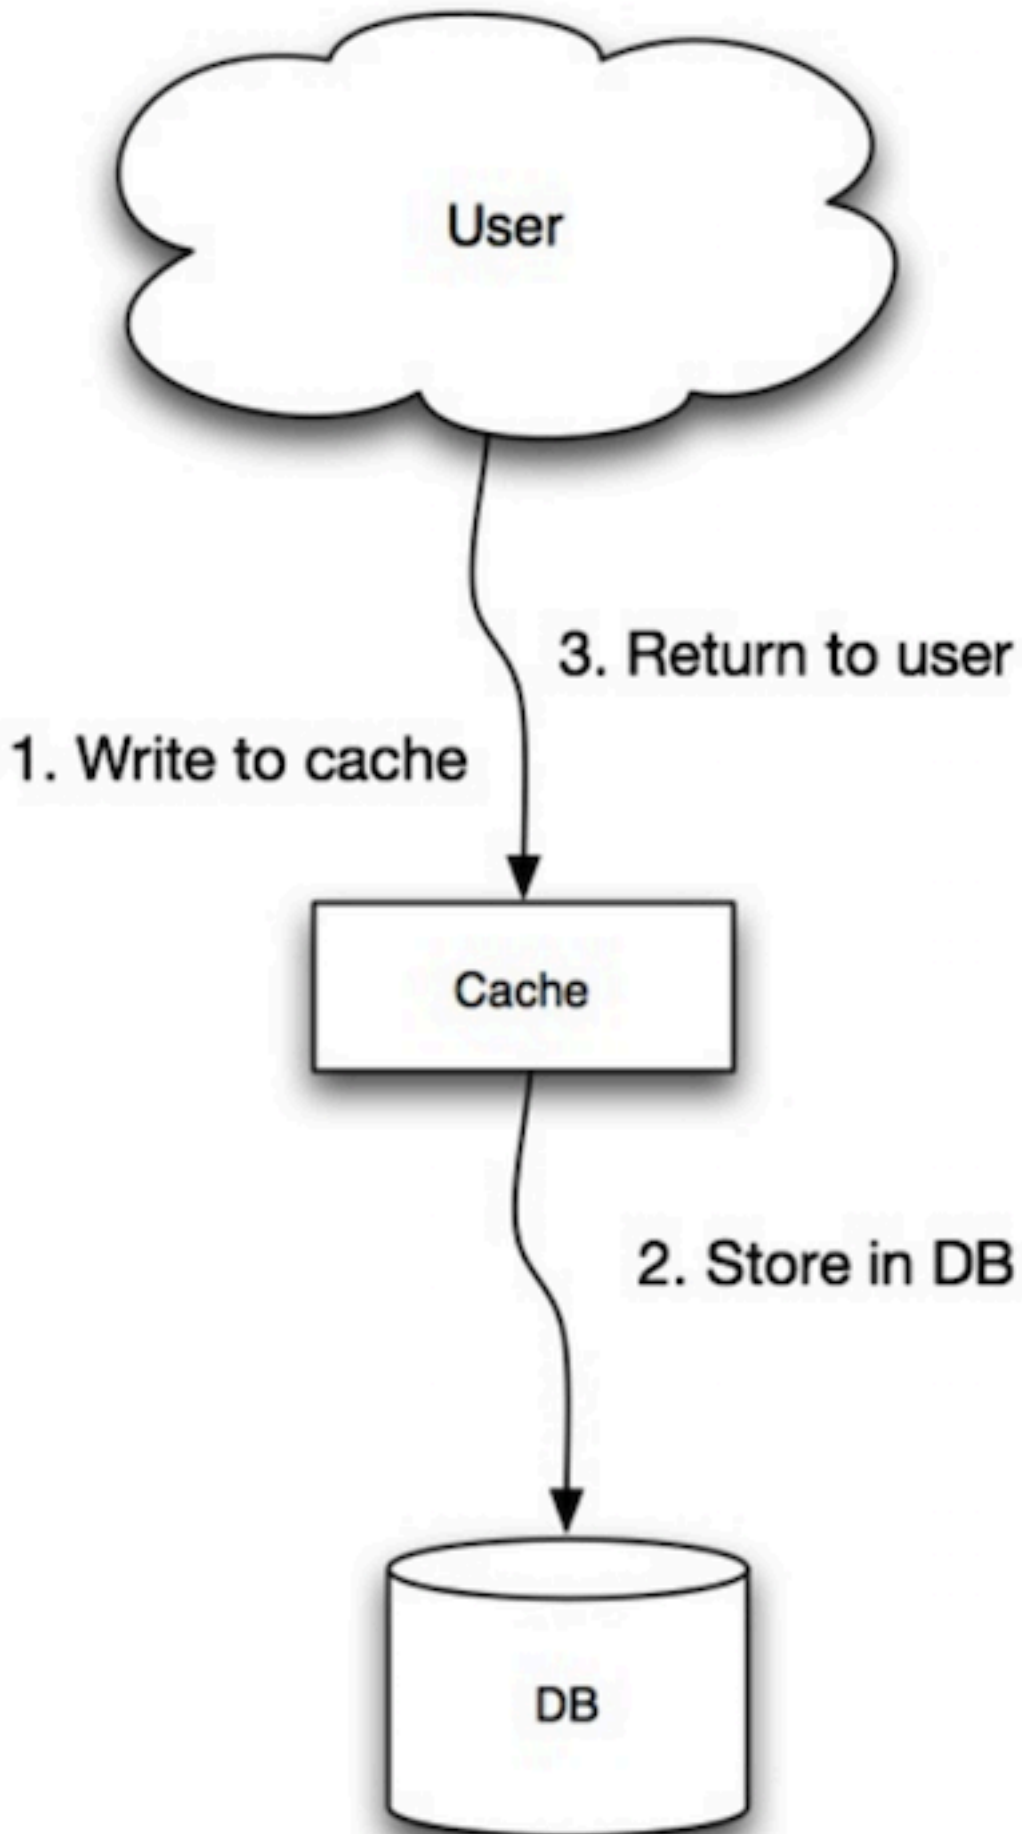 User
3. Return to user
1. Write to cache
Cache
2. Store in DB
DB